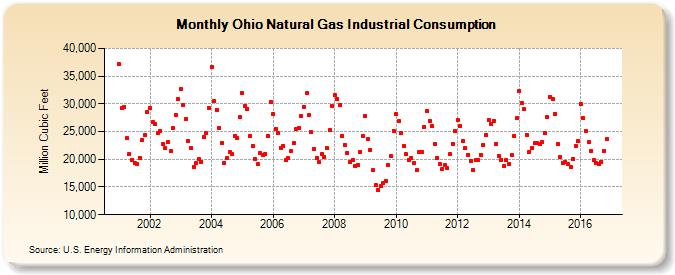 Monthly Ohio Natural Gas Industrial Consumption
Million Cubic Feet
40,000
35,000
30,000
25,000
20,000
15,000
10,000
2002 2004 2006 2008 2010 2012 2014 2016
Source: U.S. Energy Information Administration